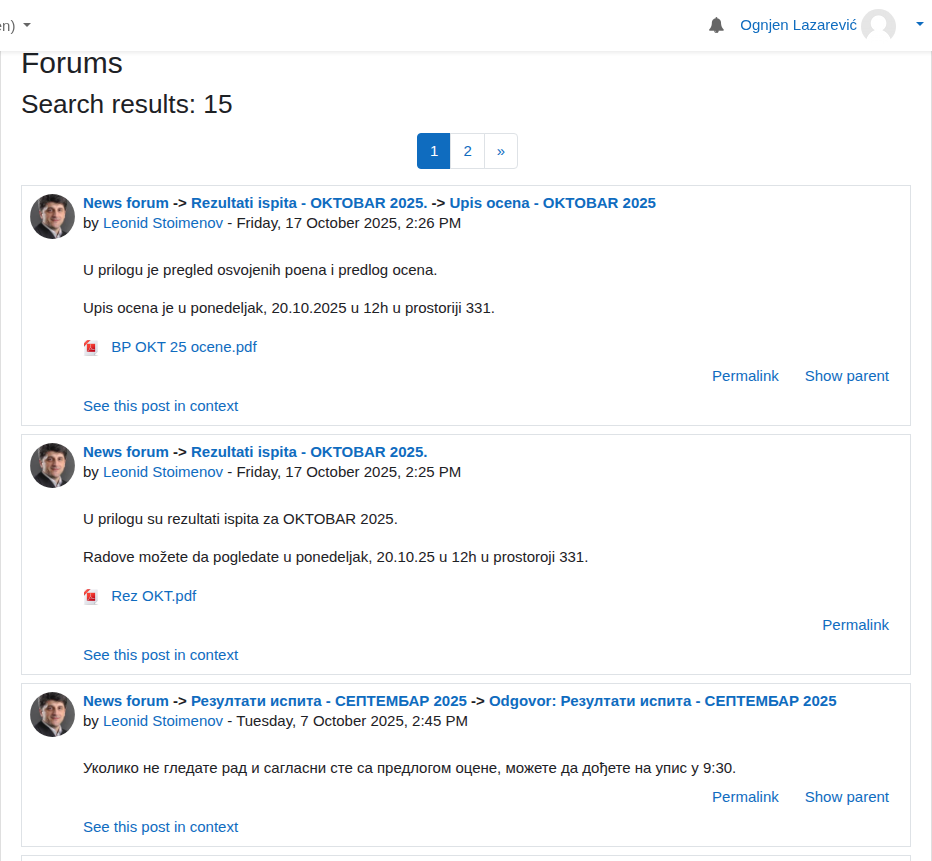 en)
Ognjen Lazarević
Forums
Search results: 15
1 2 »
News forum -> Rezultati ispita - OKTOBAR 2025. -> Upis ocena - OKTOBAR 2025
by Leonid Stoimenov - Friday, 17 October 2025, 2:26 PM
U prilogu je pregled osvojenih poena i predlog ocena.
Upis ocena je u ponedeljak, 20.10.2025 u 12h u prostoriji 331.
BP OKT 25 ocene.pdf
Permalink Show parent
See this post in context
News forum -> Rezultati ispita - OKTOBAR 2025.
by Leonid Stoimenov - Friday, 17 October 2025, 2:25 PM
U prilogu su rezultati ispita za OKTOBAR 2025.
Radove možete da pogledate u ponedeljak, 20.10.25 u 12h u prostoroji 331.
Rez OKT.pdf
Permalink
See this post in context
News forum -> Резултати испита - СЕПТЕМБАР 2025 -> Odgovor: Резултати испита - СЕПТЕМБАР 2025
by Leonid Stoimenov - Tuesday, 7 October 2025, 2:45 PM
Уколико не гледате рад и сагласни сте са предлогом оцене, можете да дођете на упис у 9:30.
Permalink Show parent
See this post in context